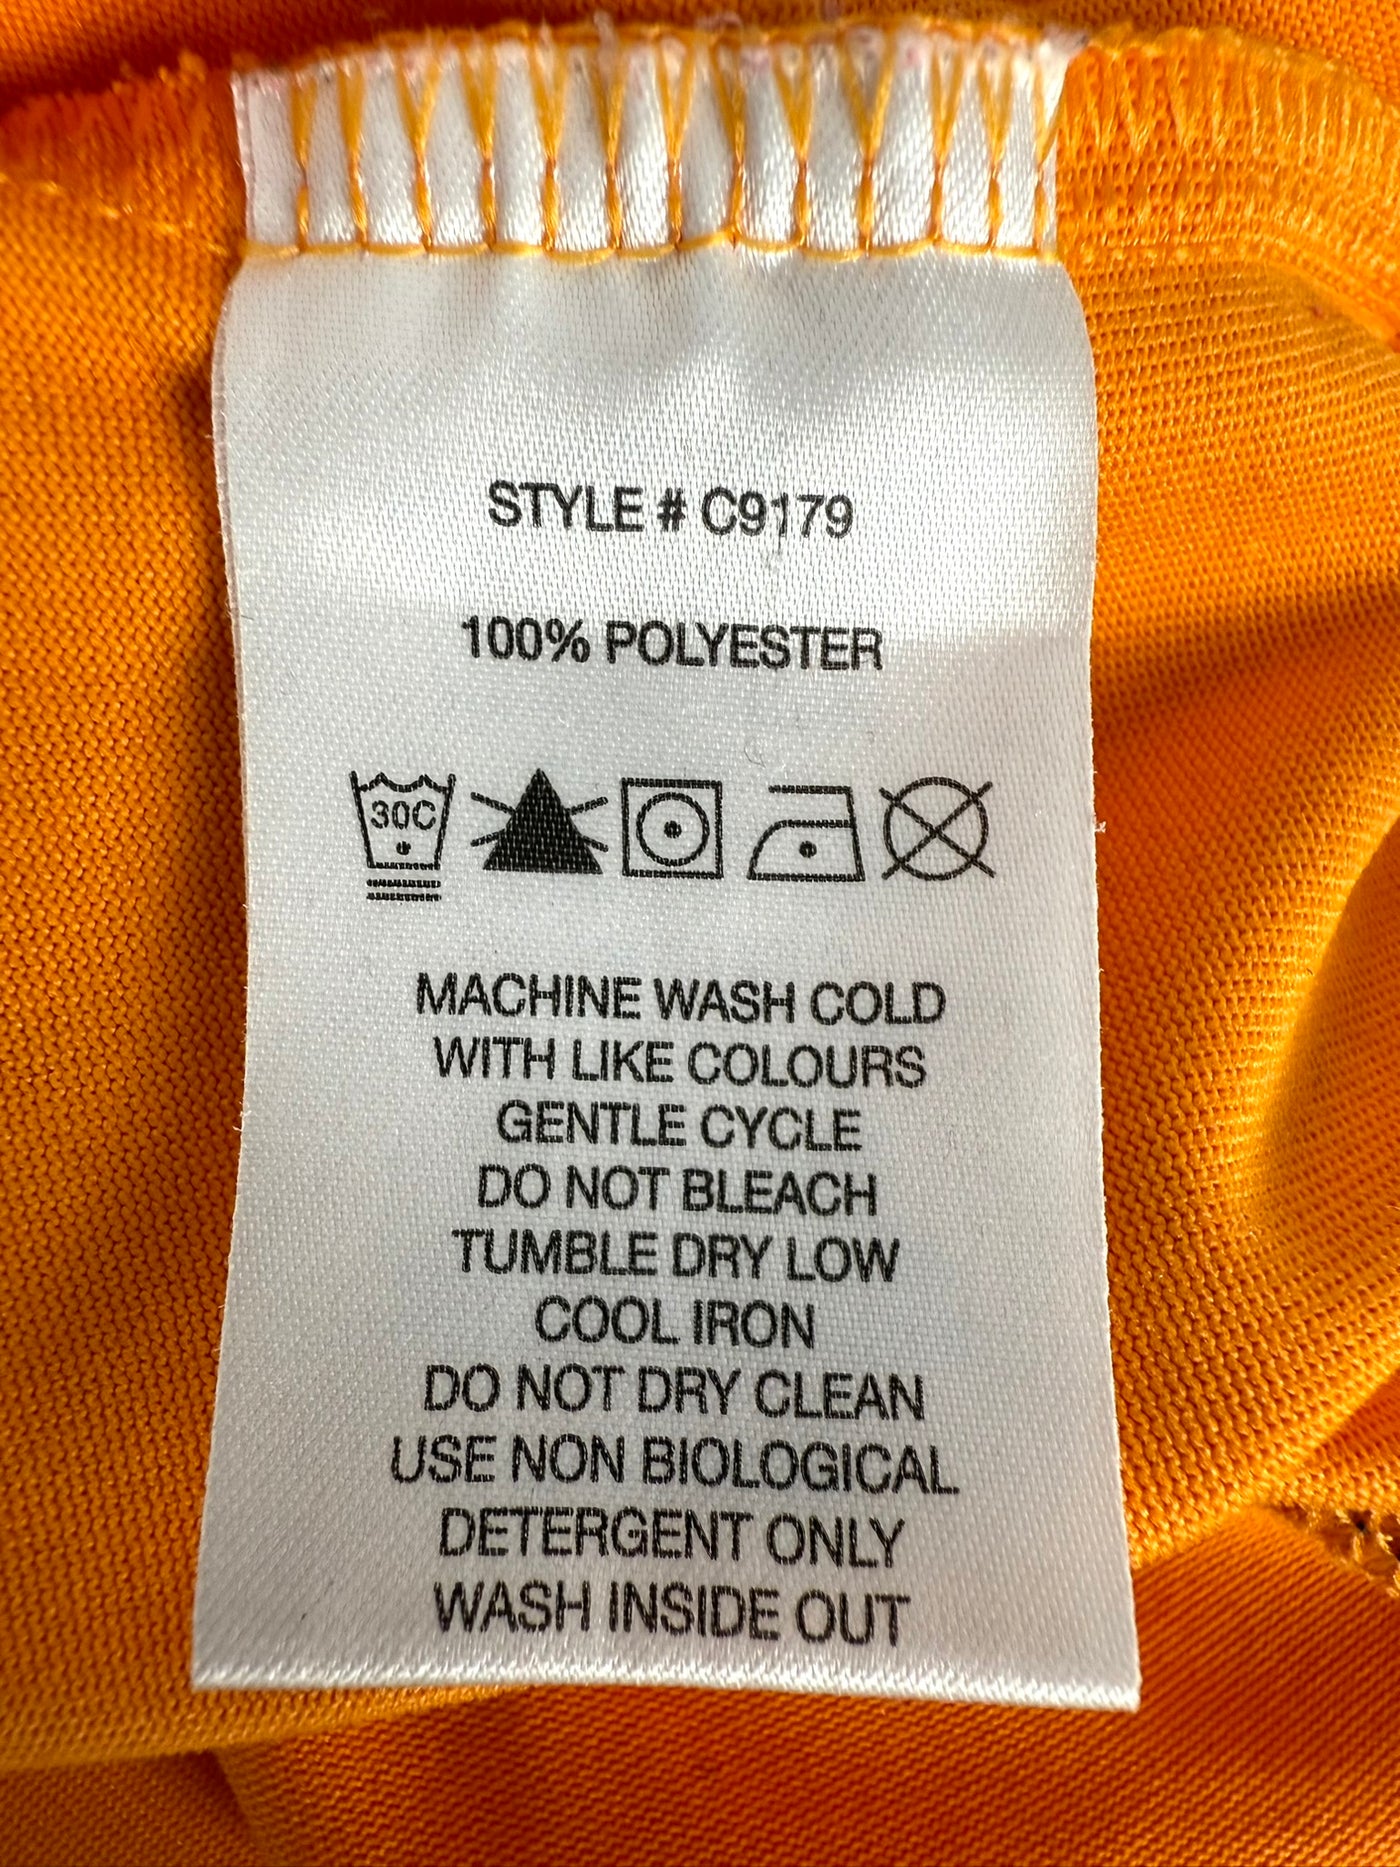 STYLE # C9179
100% POLYESTER
30C
MACHINE WASH COLD
WITH LIKE COLOURS
GENTLE CYCLE
DO NOT BLEACH
TUMBLE DRY LOW
COOL IRON
DO NOT DRY CLEAN
USE NON BIOLOGICAL
DETERGENT ONLY
WASH INSIDE OUT